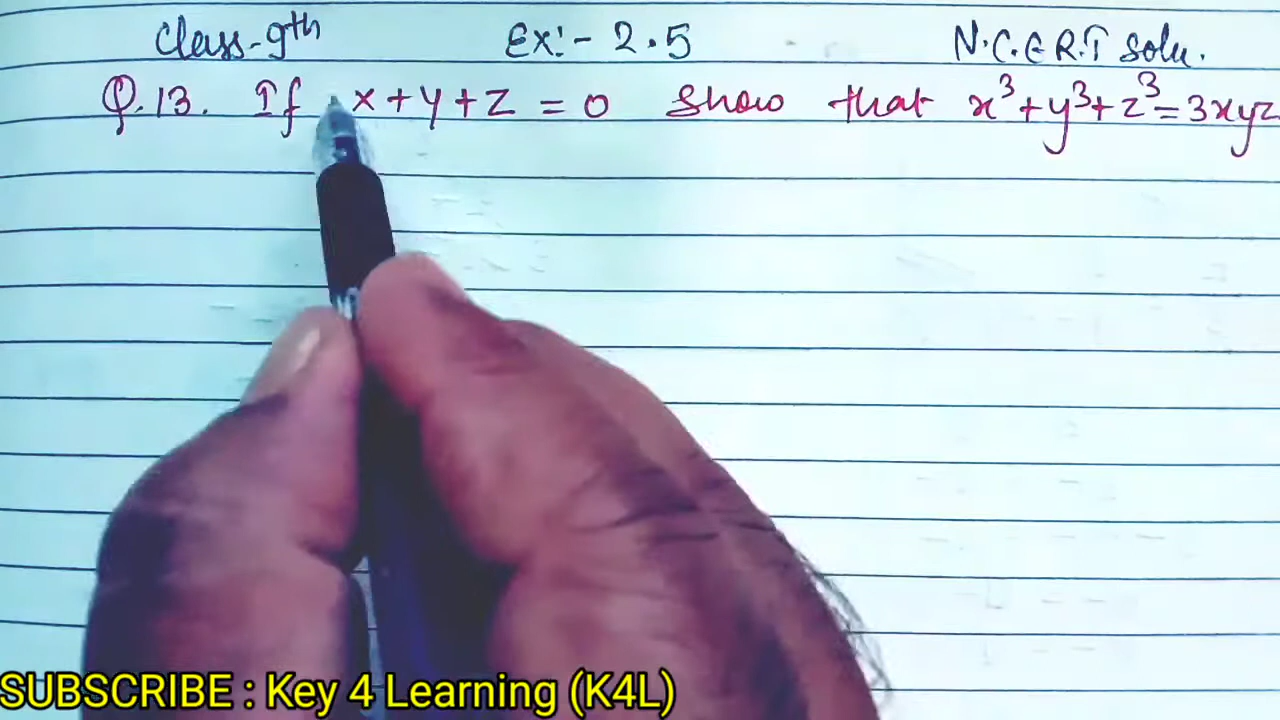 Class-9th Ex:- 2.5 N.C.E.R.T Solu.
Q.13. If x+y+z = 0 Show that x³+y³+z³=3xyz
SUBSCRIBE : Key 4 Learning (K4L)